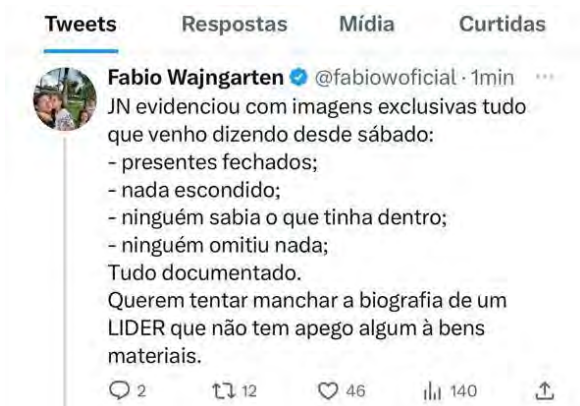 Tweets Respostas Mídia Curtidas
Fabio Wajngarten @fabiowoficial · 1min ...
JN evidenciou com imagens exclusivas tudo
que venho dizendo desde sábado:
- presentes fechados;
- nada escondido;
- ninguém sabia o que tinha dentro;
- ninguém omitiu nada;
Tudo documentado.
Querem tentar manchar a biografia de um
LIDER que não tem apego algum à bens
materiais.
2 12 46 140